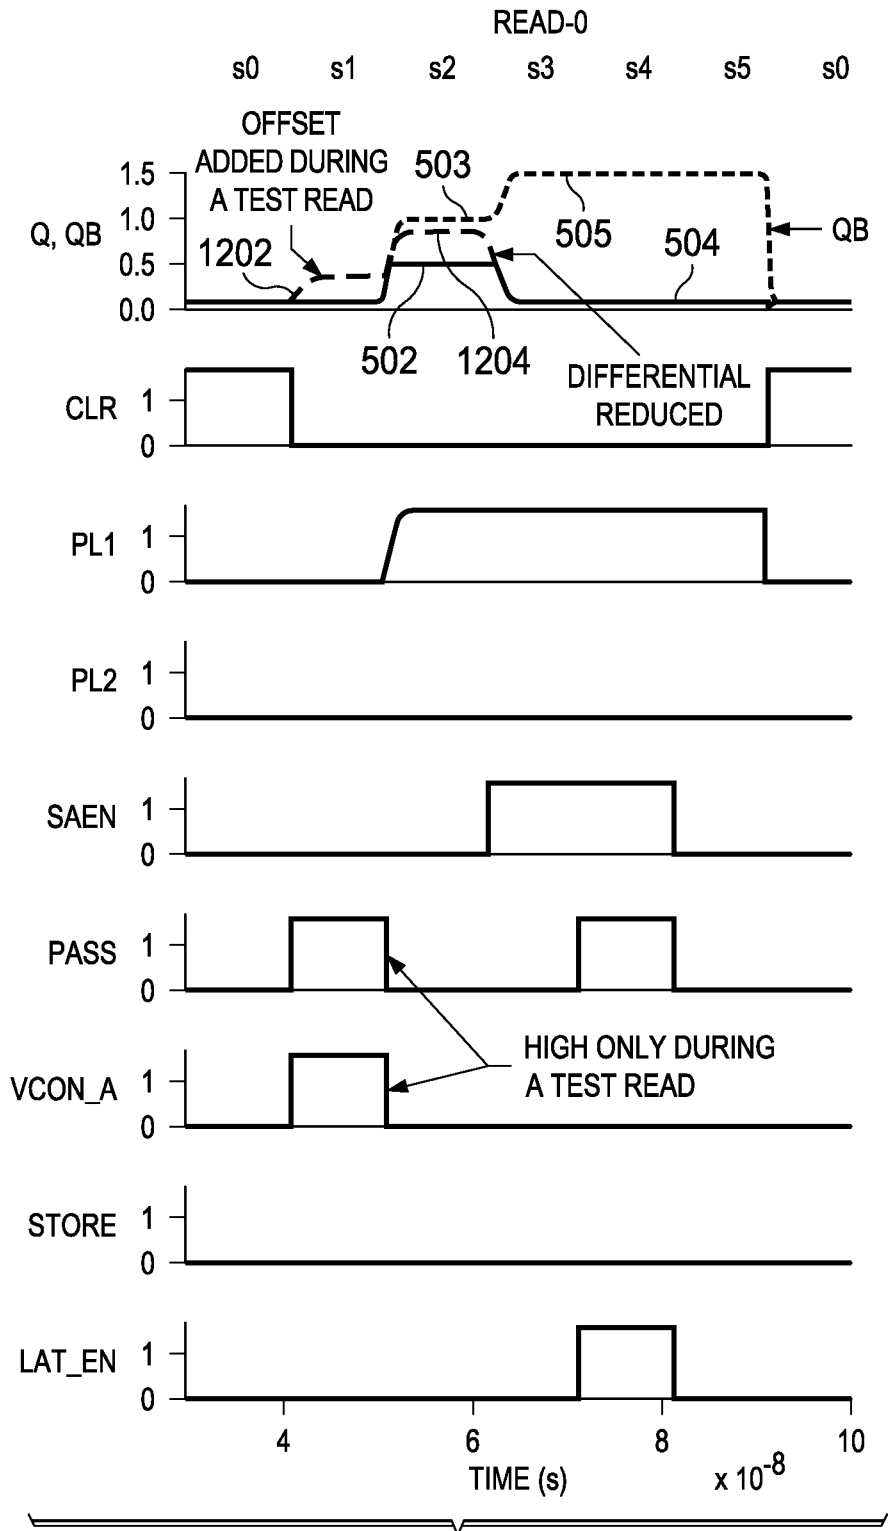 READ-0
s0 s1 s2 s3 s4 s5 s0
OFFSET
ADDED DURING
A TEST READ
503
1.5
1.0
0.5
0.0
Q, QB
1202
505
504
QB
502
1204
DIFFERENTIAL
REDUCED
CLR
1
0
PL1
1
0
PL2
1
0
SAEN
1
0
PASS
1
0
HIGH ONLY DURING
A TEST READ
VCON_A
1
0
STORE
1
0
LAT_EN
1
0
4 6 8 10
TIME (s)
x 10-8